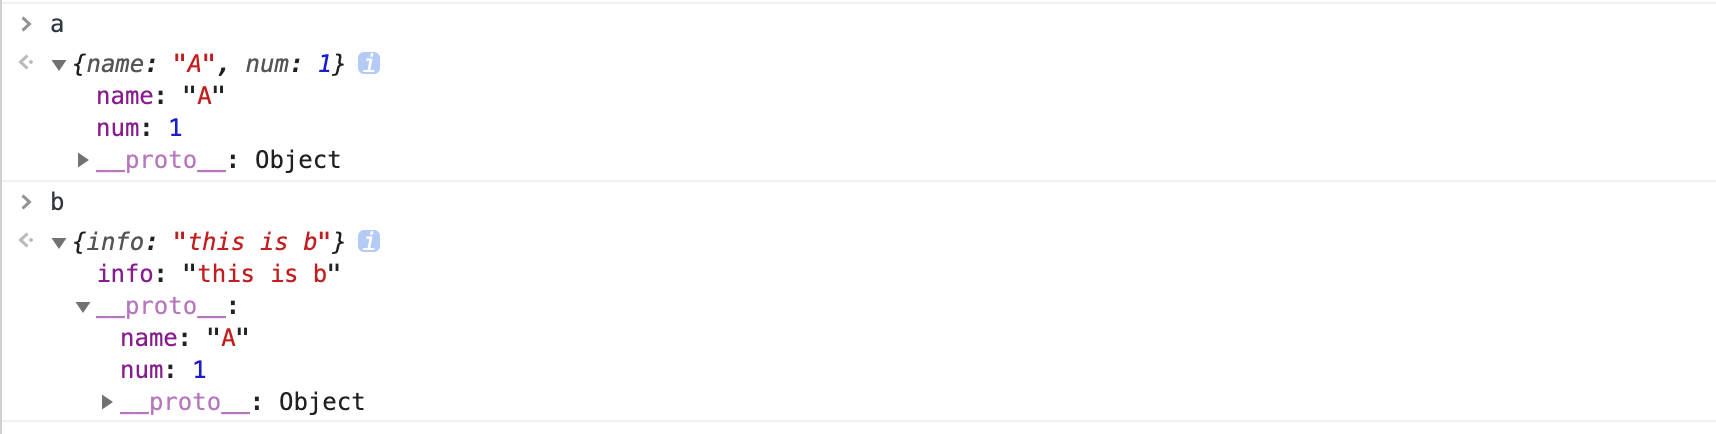 > a
{name: "A", num: 1} i
name: "A"
num: 1
__proto__: Object
> b
{info: "this is b"} i
info: "this is b"
__proto__:
name: "A"
num: 1
__proto__: Object